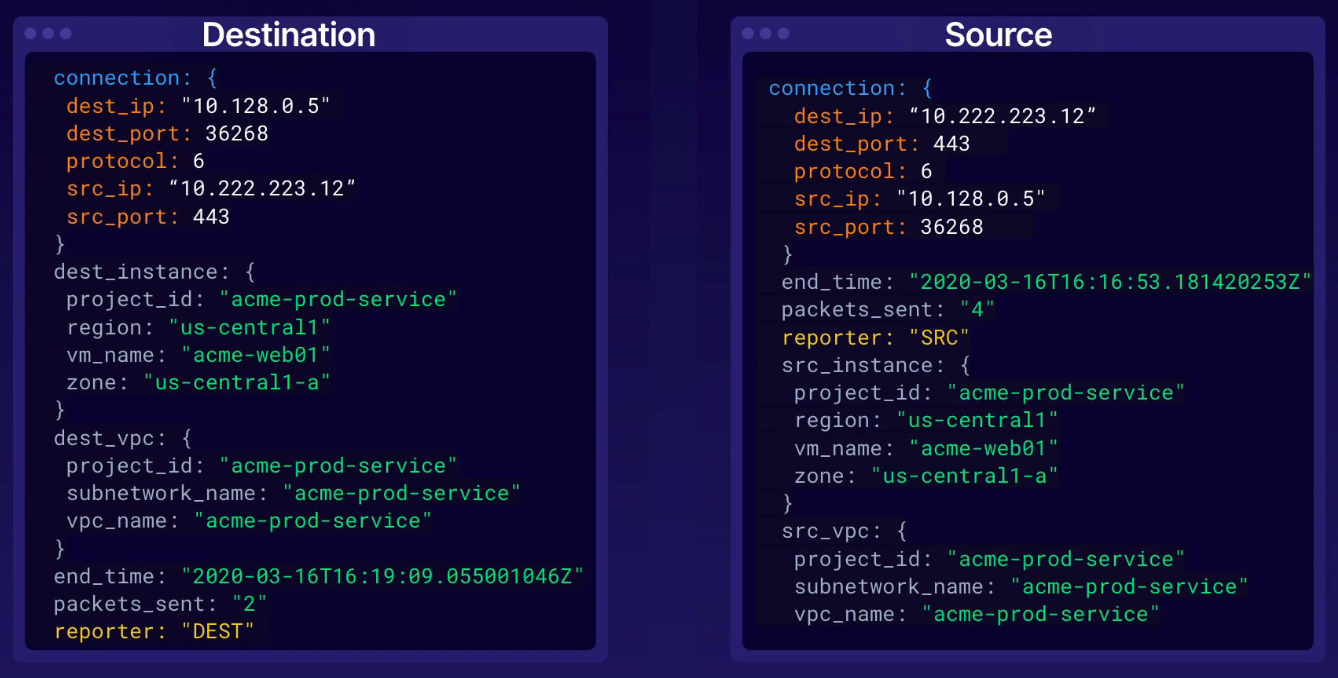 Destination
connection: {
dest_ip: "10.128.0.5"
dest_port: 36268
protocol: 6
src_ip: “10.222.223.12”
src_port: 443
}
dest_instance: {
project_id: "acme-prod-service"
region: "us-central1"
vm_name: "acme-web01"
zone: "us-central1-a"
}
dest_vpc: {
project_id: "acme-prod-service"
subnetwork_name: "acme-prod-service"
vpc_name: "acme-prod-service"
}
end_time: "2020-03-16T16:19:09.055001046Z"
packets_sent: "2"
reporter: "DEST"
Source
connection: {
dest_ip: “10.222.223.12”
dest_port: 443
protocol: 6
src_ip: "10.128.0.5"
src_port: 36268
}
end_time: "2020-03-16T16:16:53.181420253Z"
packets_sent: "4"
reporter: "SRC"
src_instance: {
project_id: "acme-prod-service"
region: "us-central1"
vm_name: "acme-web01"
zone: "us-central1-a"
}
src_vpc: {
project_id: "acme-prod-service"
subnetwork_name: "acme-prod-service"
vpc_name: "acme-prod-service"